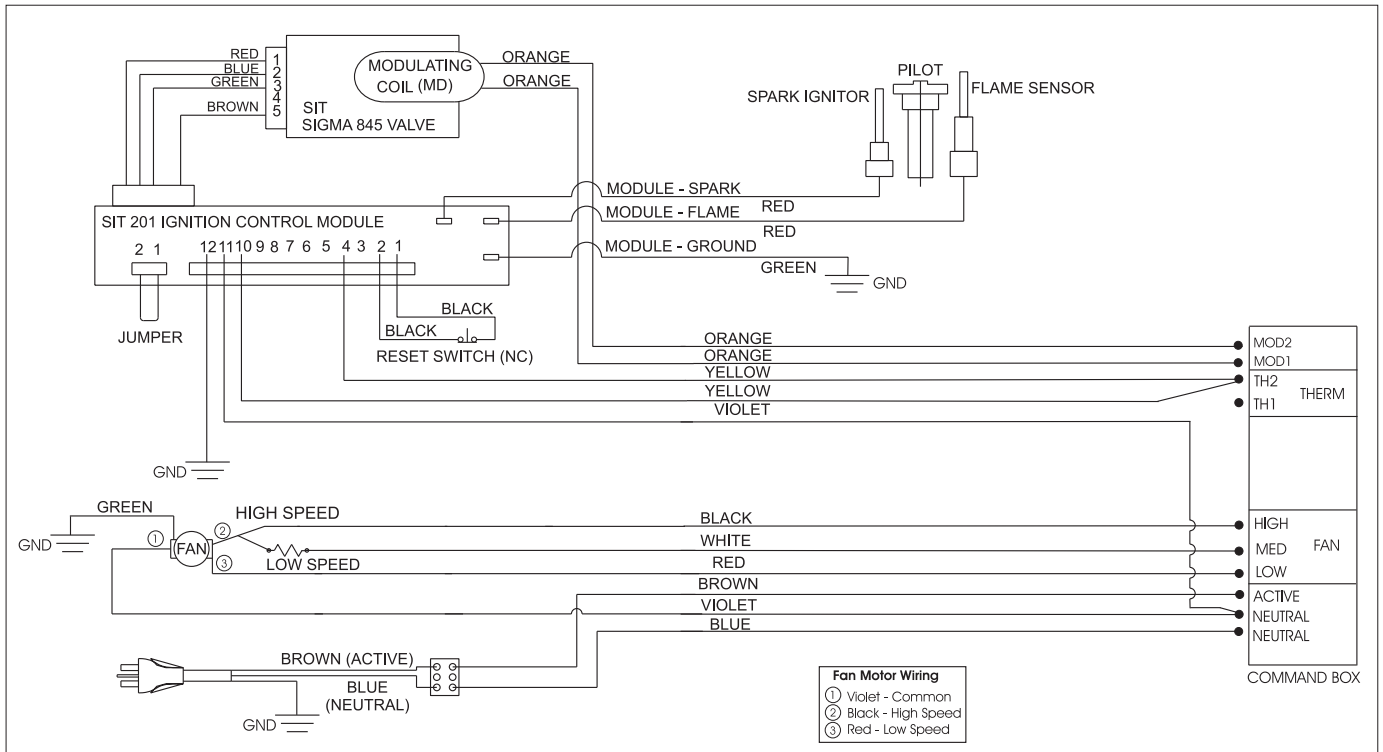 RED
BLUE
GREEN
BROWN
1
2
3
4
5
MODULATING
COIL (MD)
SIT
SIGMA 845 VALVE
ORANGE
ORANGE
SPARK IGNITOR
PILOT
FLAME SENSOR
MODULE - SPARK
RED
MODULE - FLAME
RED
MODULE - GROUND
GREEN
GND
SIT 201 IGNITION CONTROL MODULE
2 1
12 11 10 9 8 7 6 5 4 3 2 1
JUMPER
BLACK
BLACK
RESET SWITCH (NC)
ORANGE
ORANGE
YELLOW
YELLOW
VIOLET
MOD2
MOD1
TH2
THERM
TH1
GND
GREEN
GND
1
FAN
2
3
HIGH SPEED
LOW SPEED
BLACK
WHITE
RED
BROWN
VIOLET
BLUE
HIGH
MED
FAN
LOW
ACTIVE
NEUTRAL
NEUTRAL
COMMAND BOX
BROWN (ACTIVE)
BLUE
(NEUTRAL)
GND
Fan Motor Wiring
1 Violet - Common
2 Black - High Speed
3 Red - Low Speed